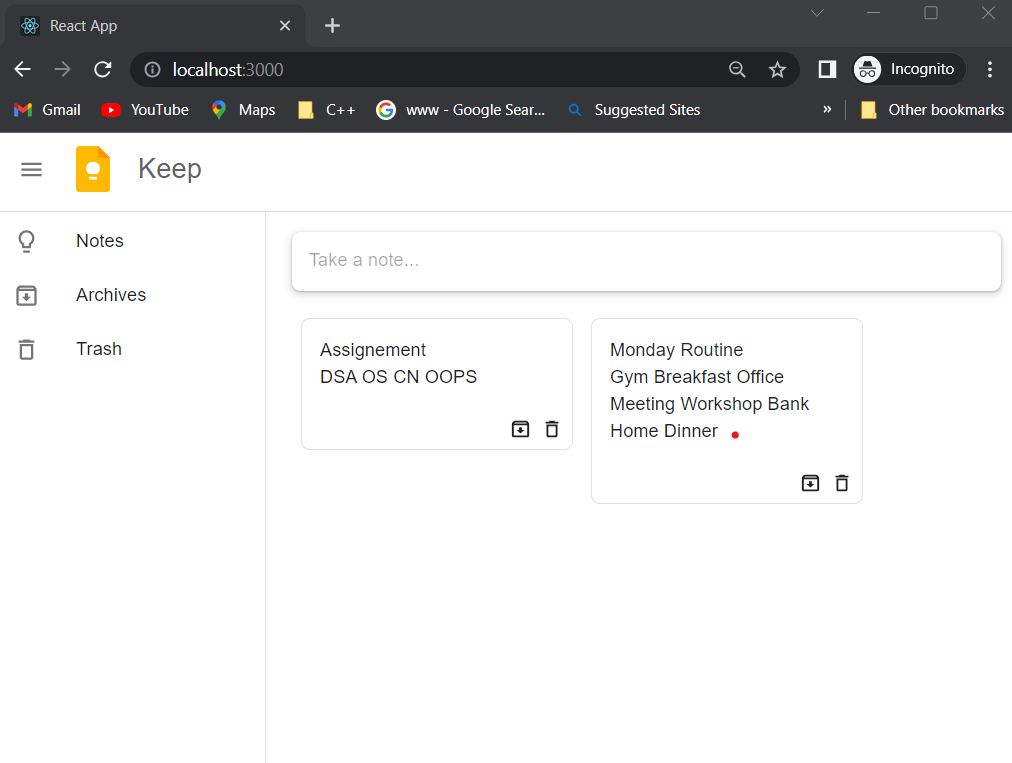 React App
localhost:3000
Incognito
Gmail
YouTube
Maps
C++
www - Google Sear...
Suggested Sites
»
Other bookmarks
Keep
Notes
Archives
Trash
Take a note...
Assignement
DSA OS CN OOPS
Monday Routine
Gym Breakfast Office
Meeting Workshop Bank
Home Dinner